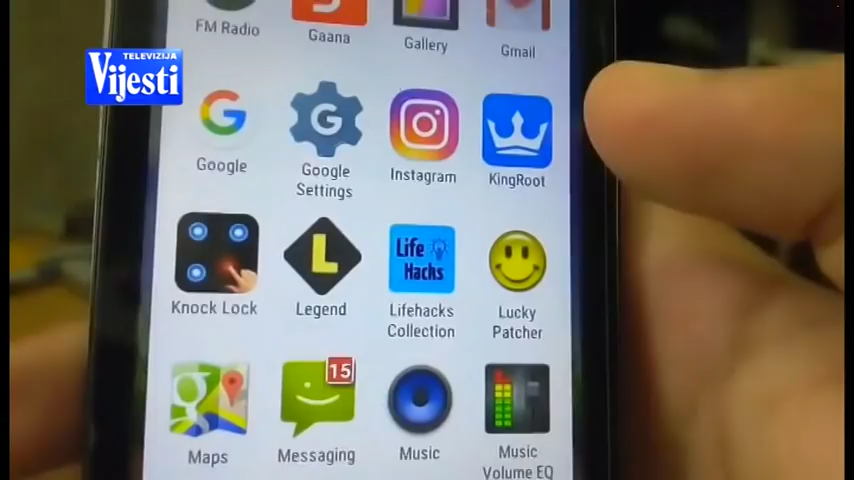 FM Radio
Gaana
Gallery
Gmail
TELEVIZIJA
Vijesti
G
G
Google
Google
Settings
Instagram
KingRoot
L
Life
Hacks
Knock Lock
Legend
Lifehacks
Collection
Lucky
Patcher
g
15
Maps
Messaging
Music
Music
Volume EQ